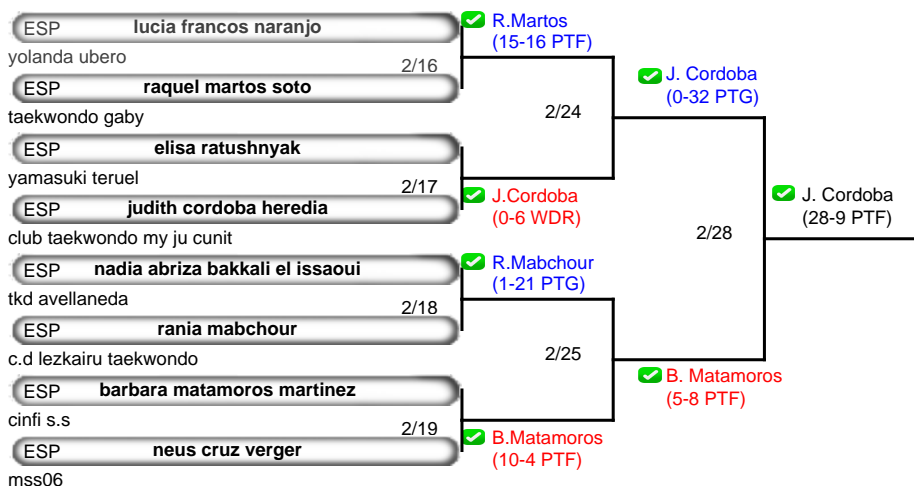 ESP lucia francos naranjo
yolanda ubero
2/16
ESP raquel martos soto
taekwondo gaby
R.Martos
(15-16 PTF)
ESP elisa ratushnyak
yamasuki teruel
2/17
ESP judith cordoba heredia
club taekwondo my ju cunit
J.Cordoba
(0-6 WDR)
2/24
J. Cordoba
(0-32 PTG)
ESP nadia abriza bakkali el issaoui
tkd avellaneda
2/18
ESP rania mabchour
c.d lezkairu taekwondo
R.Mabchour
(1-21 PTG)
ESP barbara matamoros martinez
cinfi s.s
2/19
ESP neus cruz verger
mss06
B.Matamoros
(10-4 PTF)
2/25
B. Matamoros
(5-8 PTF)
2/28
J. Cordoba
(28-9 PTF)